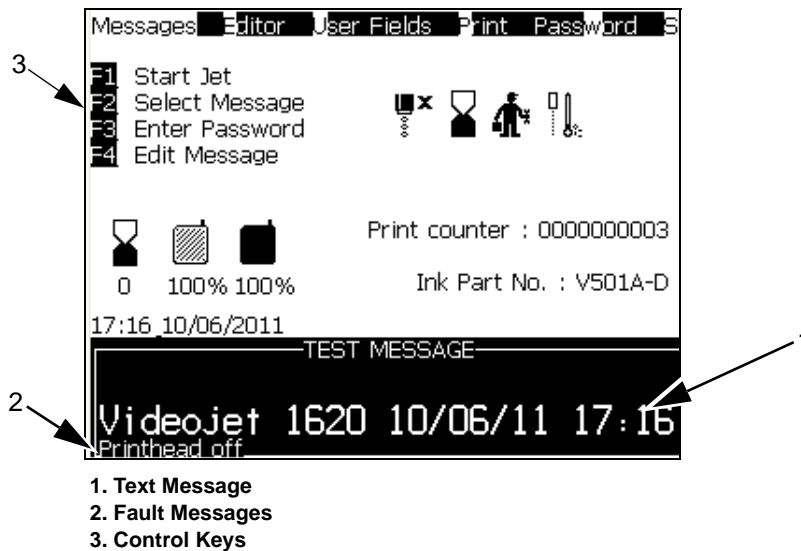 Messages Editor User Fields Print Password S
3
F1 Start Jet
F2 Select Message
F3 Enter Password
F4 Edit Message
Print counter : 0000000003
0 100% 100%
Ink Part No. : V501A-D
17:16 10/06/2011
TEST MESSAGE
2
Videojet 1620 10/06/11 17:16
Printhead off
1. Text Message
2. Fault Messages
3. Control Keys